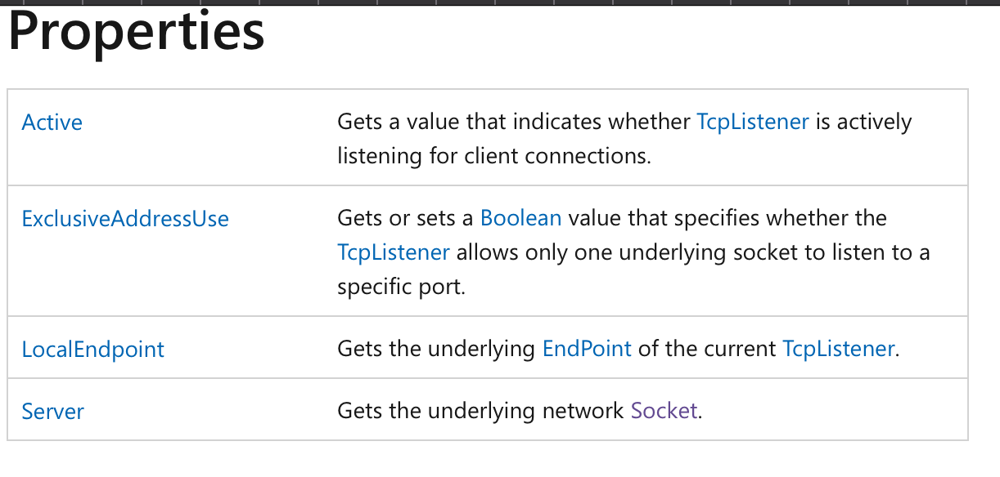 Properties
Active
Gets a value that indicates whether TcpListener is actively
listening for client connections.
ExclusiveAddressUse
Gets or sets a Boolean value that specifies whether the
TcpListener allows only one underlying socket to listen to a
specific port.
LocalEndpoint
Gets the underlying EndPoint of the current TcpListener.
Server
Gets the underlying network Socket.